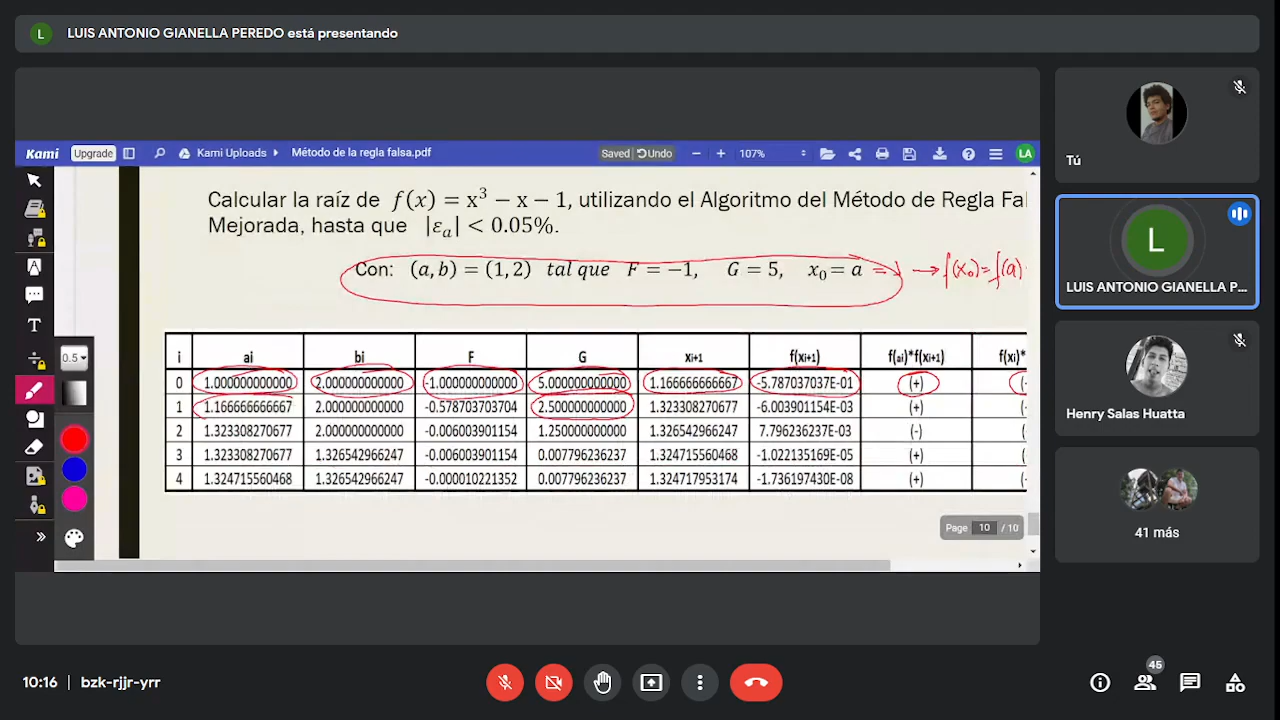 L LUIS ANTONIO GIANELLA PEREDO está presentando
Kami Upgrade Kami Uploads Método de la regla falsa.pdf Saved Undo 107% LA
Calcular la raíz de f(x) = x³ − x − 1, utilizando el Algoritmo del Método de Regla Fal
Mejorada, hasta que |εₐ| < 0.05%.
Con: (a, b) = (1, 2) tal que F = −1, G = 5, x₀ = a = 1 → f(x₀) = f(a)
i ai bi F G xi+1 f(xi+1) f(ai)*f(xi+1) f(xi)*
0 1.000000000000 2.000000000000 -1.000000000000 5.000000000000 1.166666666667 -5.787037037E-01 (+) (-
1 1.166666666667 2.000000000000 -0.578703703704 2.500000000000 1.323308270677 -6.003901154E-03 (+) (
2 1.323308270677 2.000000000000 -0.006003901154 1.250000000000 1.326542966247 7.796236237E-03 (-) (
3 1.323308270677 1.326542966247 -0.006003901154 0.007796236237 1.324715560468 -1.022135169E-05 (+) (
4 1.324715560468 1.326542966247 -0.000010221352 0.007796236237 1.324717953174 -1.736197430E-08 (+) (-
0.5
T
Page 10 / 10
Tú
L
LUIS ANTONIO GIANELLA P...
Henry Salas Huatta
41 más
10:16 | bzk-rjjr-yrr
45